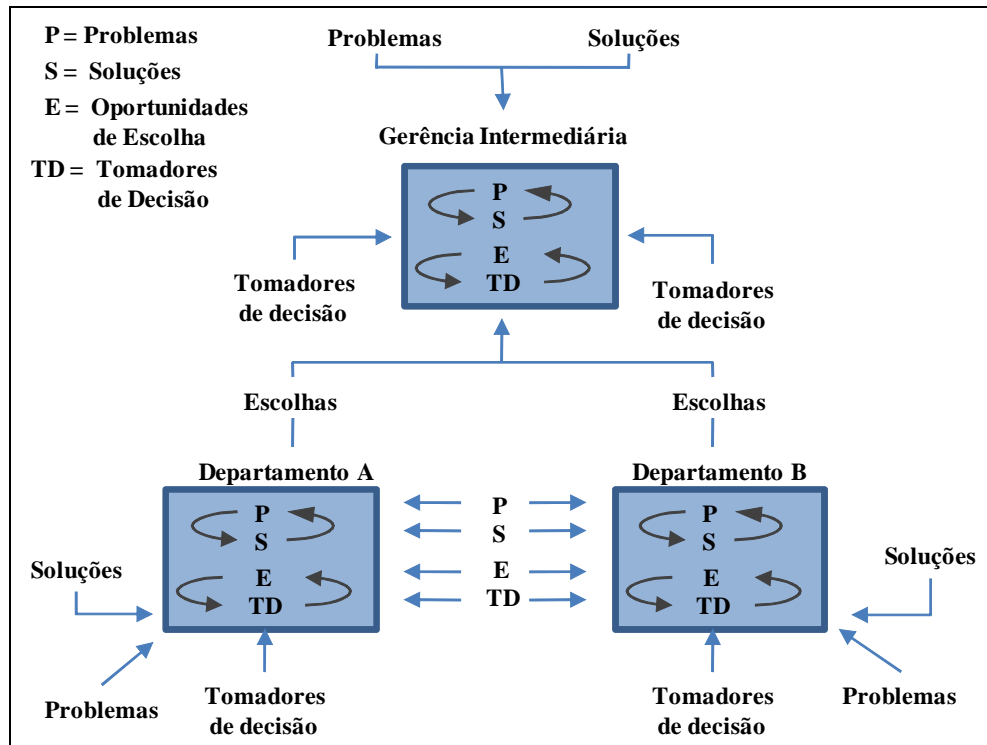 P = Problemas
S = Soluções
E = Oportunidades
de Escolha
TD = Tomadores
de Decisão
Problemas
Soluções
Gerência Intermediária
P
S
E
TD
Tomadores
de decisão
Tomadores
de decisão
Escolhas
Escolhas
Departamento A
Departamento B
P
S
E
TD
P
S
E
TD
P
S
E
TD
Soluções
Soluções
Problemas
Tomadores
de decisão
Tomadores
de decisão
Problemas